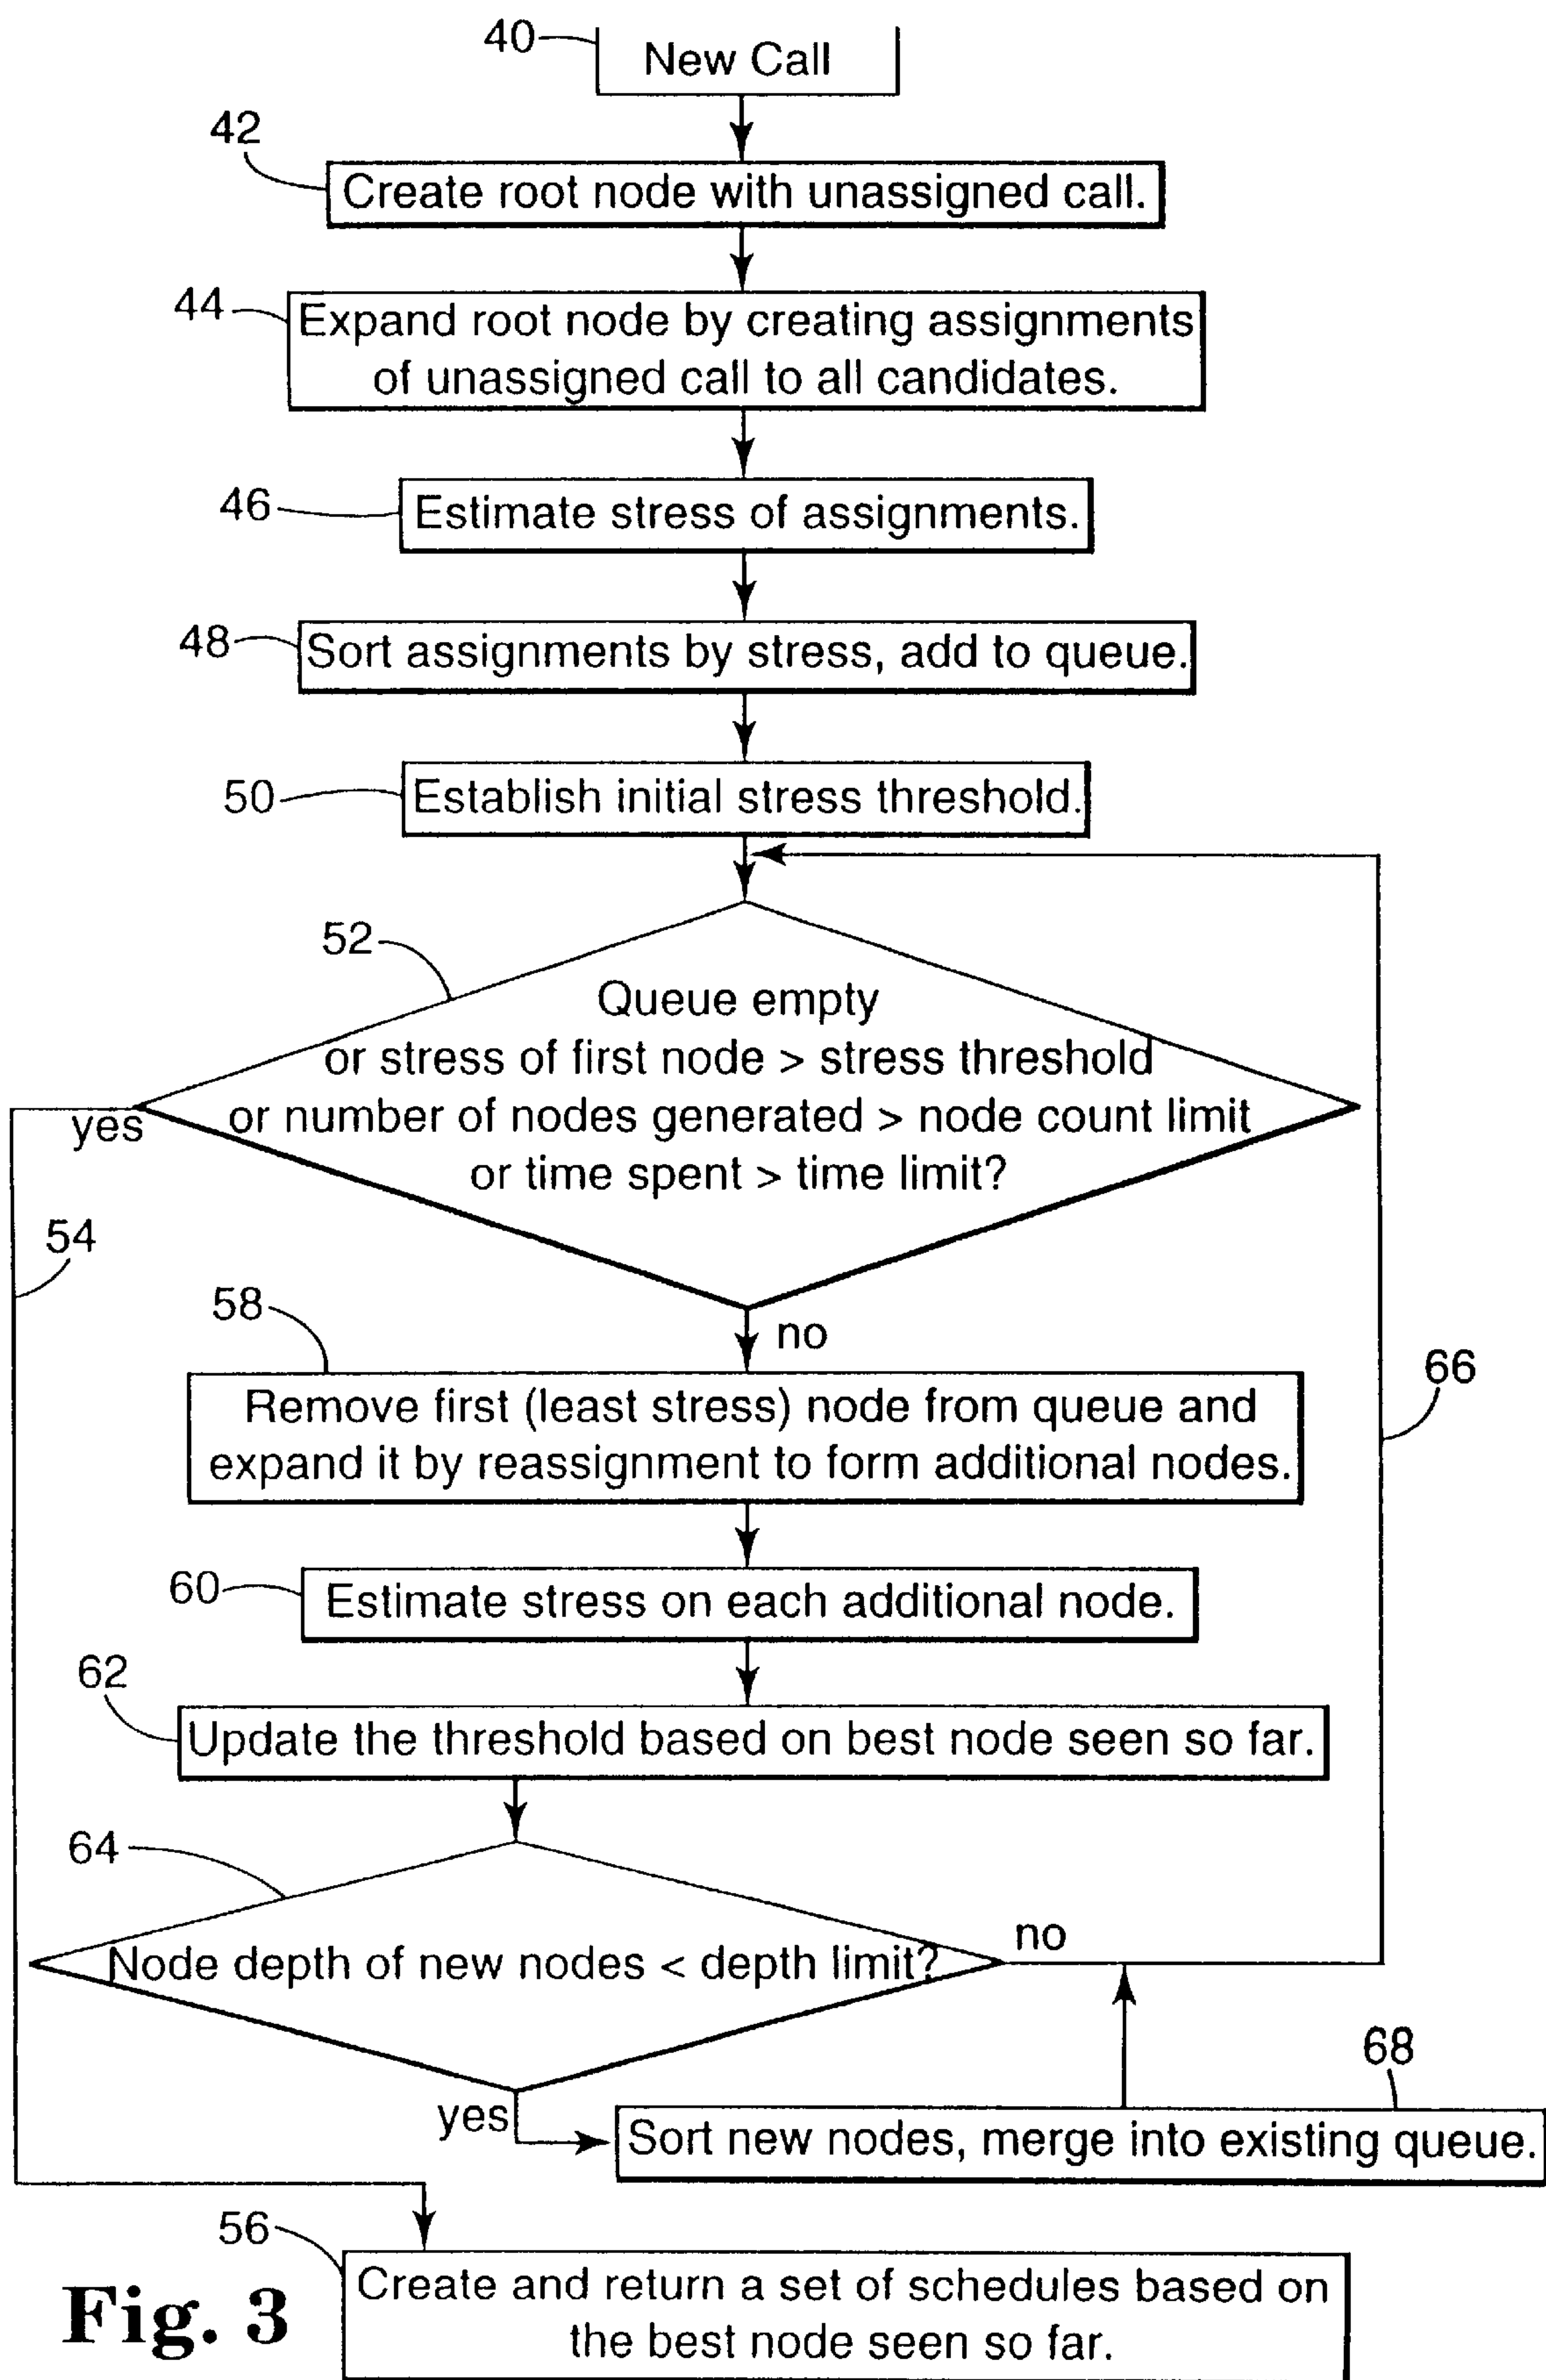 40
New Call
42
Create root node with unassigned call.
44
Expand root node by creating assignments
of unassigned call to all candidates.
46
Estimate stress of assignments.
48
Sort assignments by stress, add to queue.
50
Establish initial stress threshold.
52
Queue empty
or stress of first node > stress threshold
or number of nodes generated > node count limit
or time spent > time limit?
yes
54
58
no
Remove first (least stress) node from queue and
expand it by reassignment to form additional nodes.
66
60
Estimate stress on each additional node.
62
Update the threshold based on best node seen so far.
64
Node depth of new nodes < depth limit?
no
68
yes
Sort new nodes, merge into existing queue.
56
Create and return a set of schedules based on
the best node seen so far.
Fig. 3